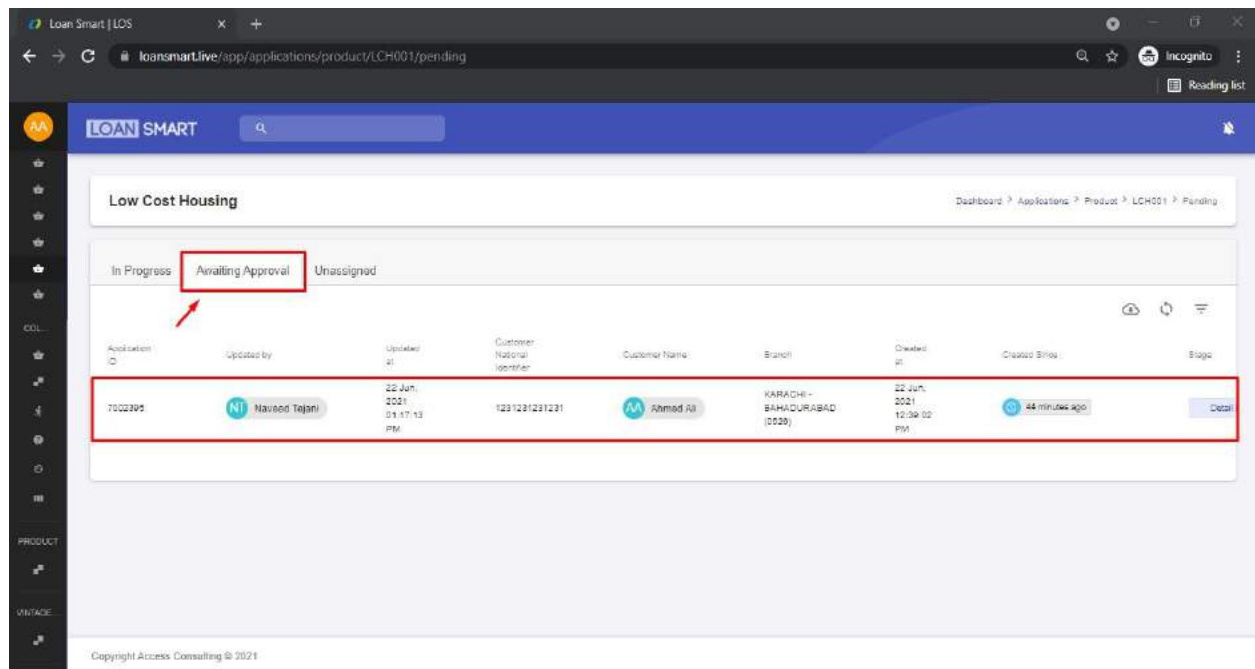 Loan Smart | LOS
loansmart.live/app/applications/product/LCH001/pending
Incognito
Reading list
AA
LOAN SMART
Low Cost Housing
Dashboard > Applications > Product > LCH001 > Pending
In Progress
Awaiting Approval
Unassigned
COL...
Application ID
Updated by
Updated at
Customer National Identifier
Customer Name
Branch
Created at
Created Since
Stage
NT Naveed Tejani
22 Jun, 2021 01:17:13 PM
1231231231231
AA Ahmed Ali
KARACHI - BAHADURABAD
22 Jun, 2021 12:39:02 PM
44 minutes ago
Detail
PRODUCT
VINTAGE...
Copyright Access Consulting © 2021